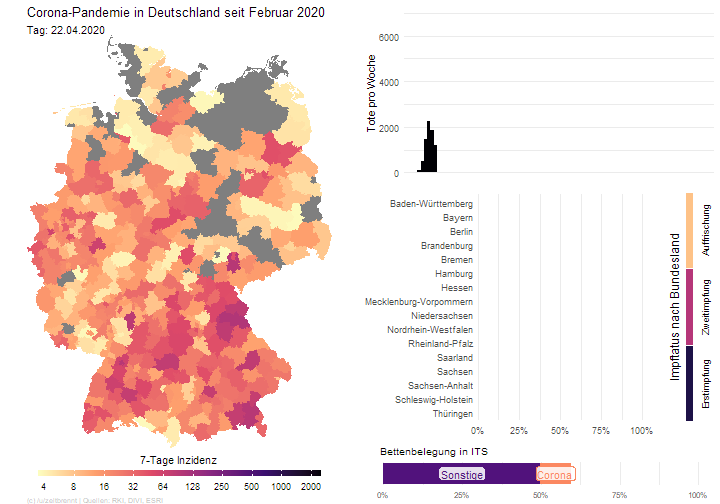 Corona-Pandemie in Deutschland seit Februar 2020
Tag: 22.04.2020
7-Tage Inzidenz
4 8 16 32 64 128 250 500 1000 2000
(c) /u/zeitbremt | Quellen: RKI, DIVI, ESRI
Tote pro Woche
6000
4000
2000
0
Baden-Württemberg
Bayern
Berlin
Brandenburg
Bremen
Hamburg
Hessen
Mecklenburg-Vorpommern
Niedersachsen
Nordrhein-Westfalen
Rheinland-Pfalz
Saarland
Sachsen
Sachsen-Anhalt
Schleswig-Holstein
Thüringen
0% 25% 50% 75% 100%
Impfstatus nach Bundesland
Auffrischung
Zweitimpfung
Erstimpfung
Bettenbelegung in ITS
Sonstige Corona
0% 25% 50% 75% 100%